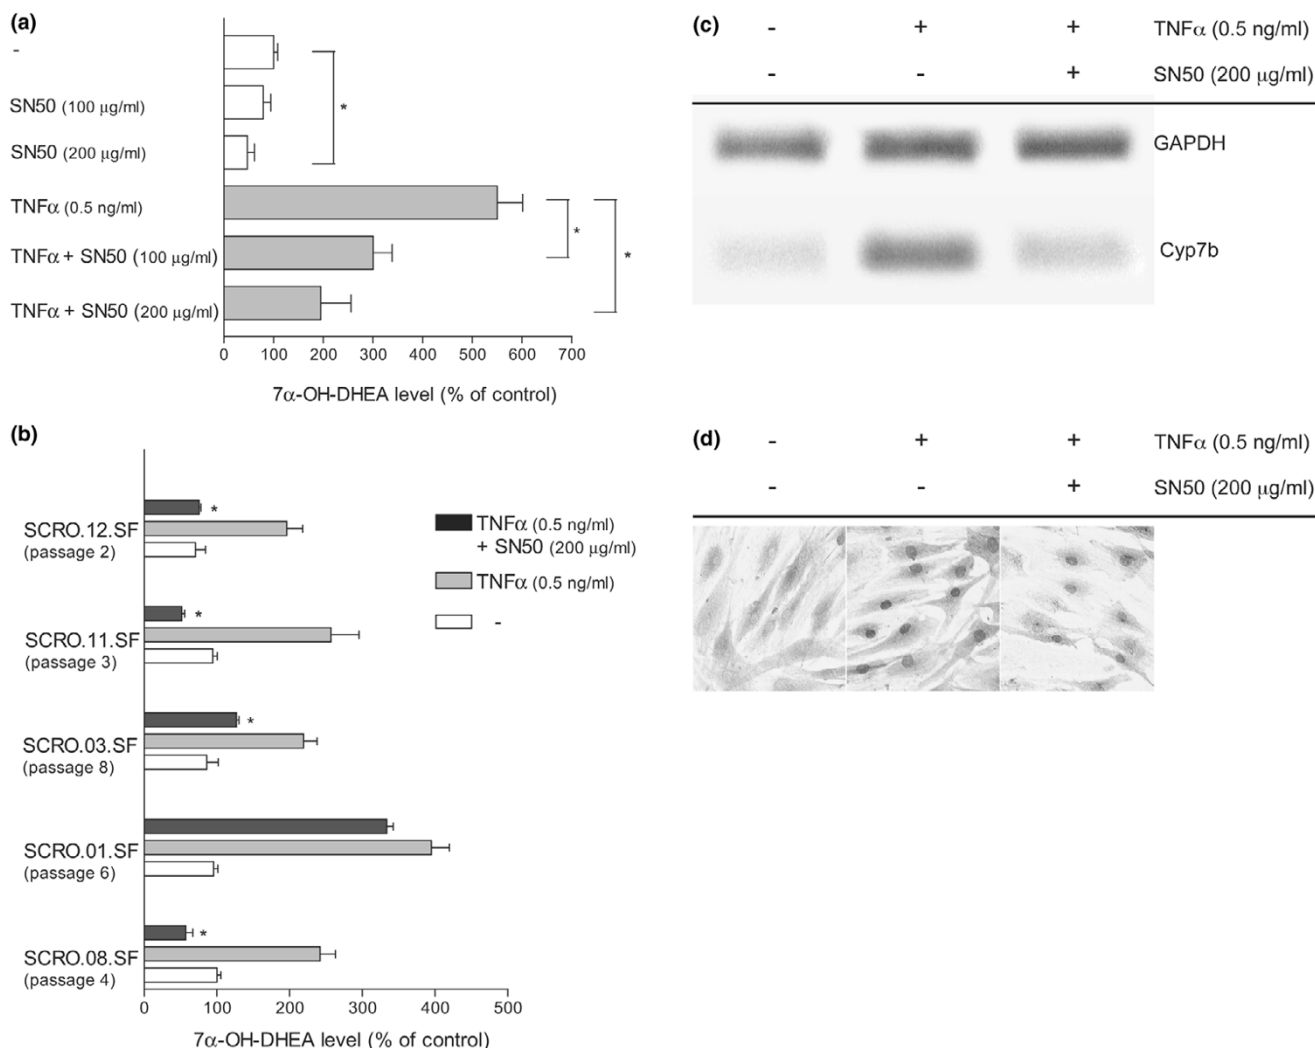 (a)
-
SN50 (100 µg/ml)
*
SN50 (200 µg/ml)
TNFα (0.5 ng/ml)
*
TNFα + SN50 (100 µg/ml)
*
TNFα + SN50 (200 µg/ml)
0 100 200 300 400 500 600 700
7α-OH-DHEA level (% of control)
(b)
*
SCRO.12.SF
(passage 2)
*
SCRO.11.SF
(passage 3)
*
SCRO.03.SF
(passage 8)
SCRO.01.SF
(passage 6)
*
SCRO.08.SF
(passage 4)
0 100 200 300 400 500
7α-OH-DHEA level (% of control)
TNFα (0.5 ng/ml)
+ SN50 (200 µg/ml)
TNFα (0.5 ng/ml)
-
(c)
- + + TNFα (0.5 ng/ml)
- - + SN50 (200 µg/ml)
GAPDH
Cyp7b
(d)
- + + TNFα (0.5 ng/ml)
- - + SN50 (200 µg/ml)